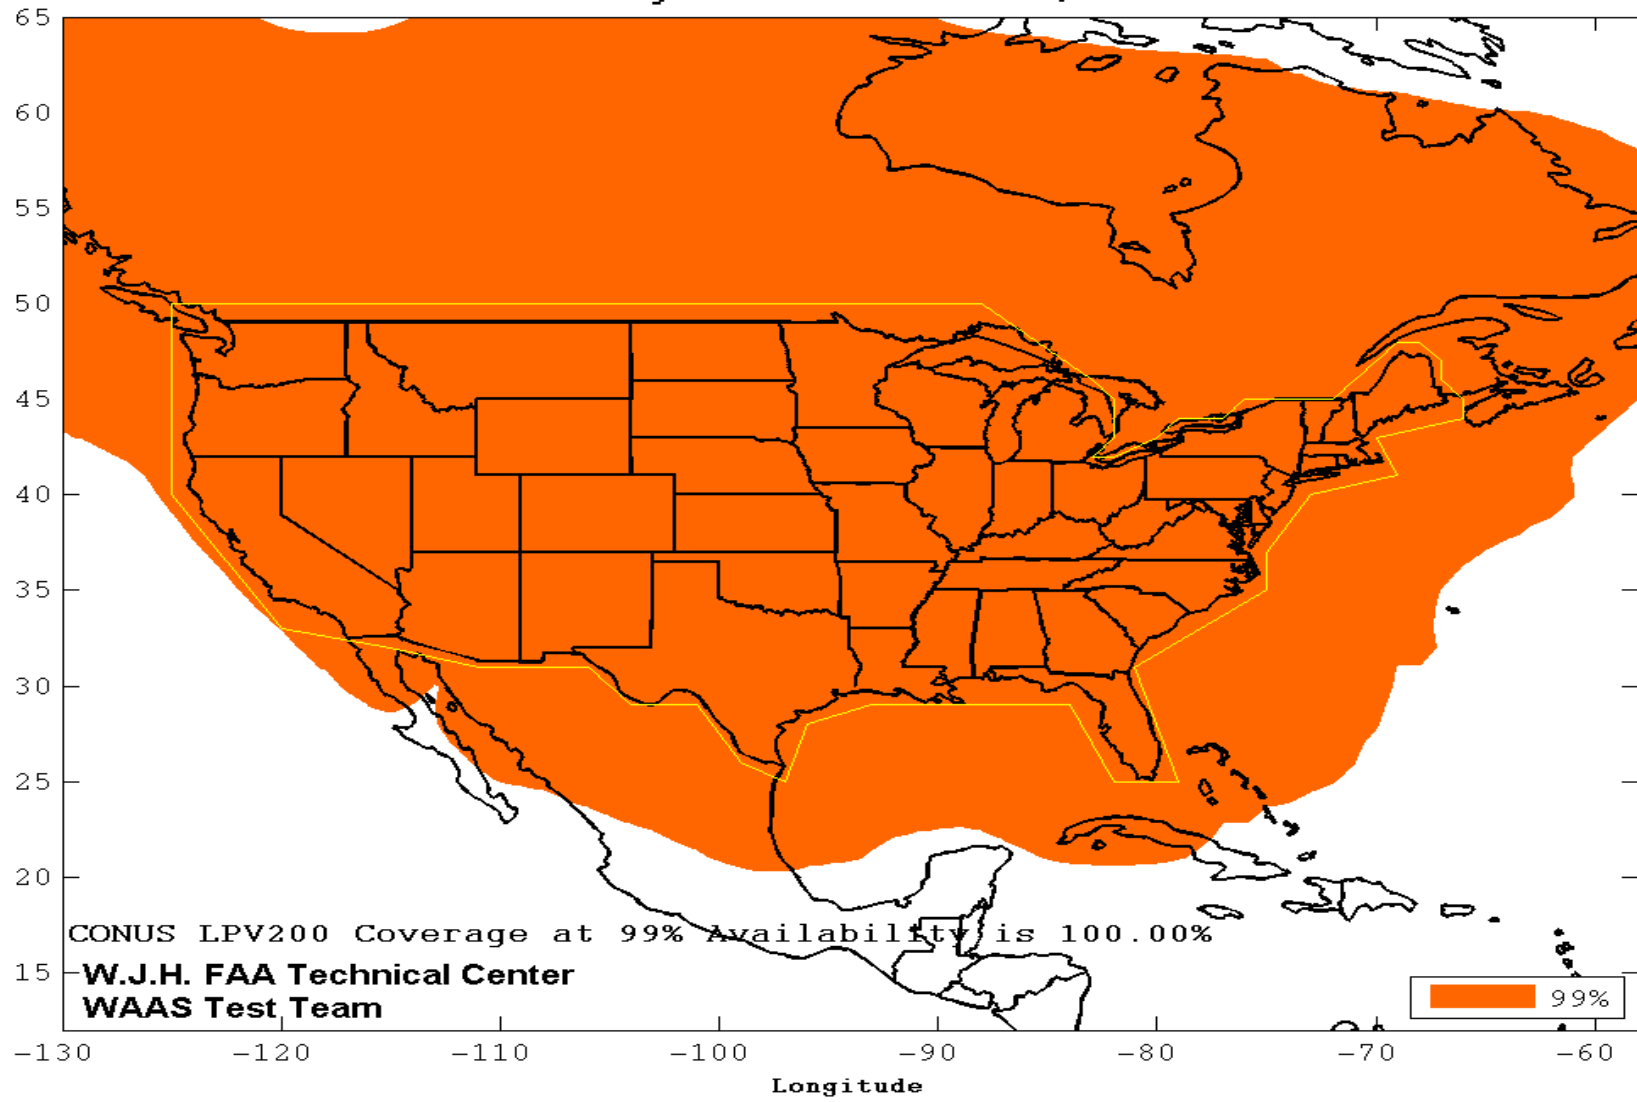 65
60
55
50
45
40
35
30
25
20
15
CONUS LPV200 Coverage at 99% Availability is 100.00%
W.J.H. FAA Technical Center
WAAS Test Team
99%
-130 -120 -110 -100 -90 -80 -70 -60
Longitude